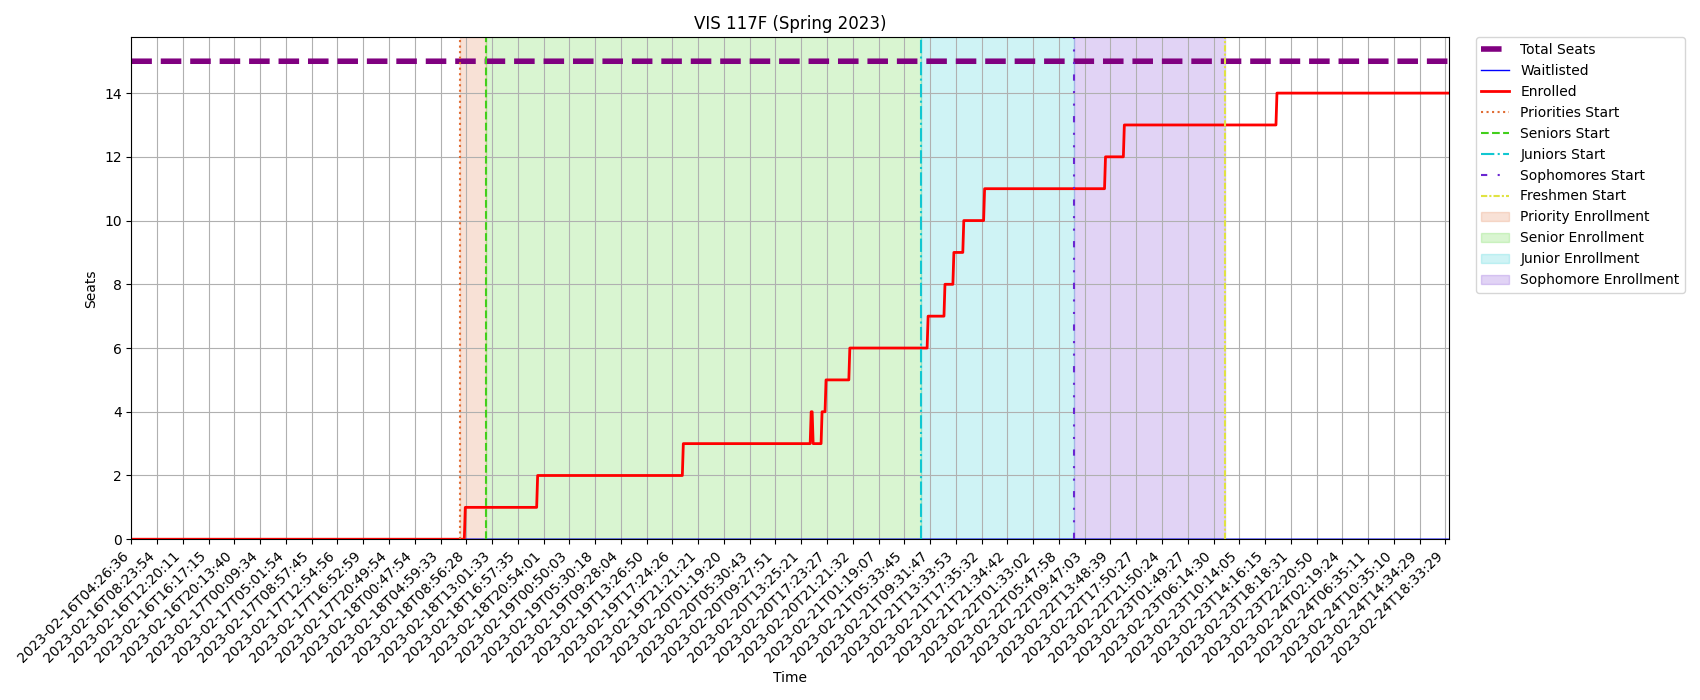 VIS 117F (Spring 2023)
Seats
14
12
10
8
6
4
2
0
2023-02-16T04:26:36
2023-02-16T08:23:54
2023-02-16T12:20:11
2023-02-16T16:17:15
2023-02-16T20:13:40
2023-02-17T00:09:34
2023-02-17T05:01:54
2023-02-17T08:57:45
2023-02-17T12:54:56
2023-02-17T16:52:59
2023-02-17T20:49:54
2023-02-18T00:47:54
2023-02-18T04:59:33
2023-02-18T08:56:28
2023-02-18T13:01:33
2023-02-18T16:57:35
2023-02-18T20:54:01
2023-02-19T00:50:03
2023-02-19T05:30:18
2023-02-19T09:28:04
2023-02-19T13:26:50
2023-02-19T17:24:26
2023-02-19T21:21:21
2023-02-20T01:19:20
2023-02-20T05:30:43
2023-02-20T09:27:51
2023-02-20T13:25:21
2023-02-20T17:23:27
2023-02-20T21:21:32
2023-02-21T01:19:07
2023-02-21T05:33:45
2023-02-21T09:31:47
2023-02-21T13:33:53
2023-02-21T17:35:32
2023-02-21T21:34:42
2023-02-22T01:33:02
2023-02-22T05:47:58
2023-02-22T09:47:03
2023-02-22T13:48:39
2023-02-22T17:50:27
2023-02-22T21:50:24
2023-02-23T01:49:27
2023-02-23T06:14:30
2023-02-23T10:14:05
2023-02-23T14:16:15
2023-02-23T18:18:31
2023-02-23T22:20:50
2023-02-24T02:19:24
2023-02-24T06:35:11
2023-02-24T10:35:10
2023-02-24T14:34:29
2023-02-24T18:33:29
Time
Total Seats
Waitlisted
Enrolled
Priorities Start
Seniors Start
Juniors Start
Sophomores Start
Freshmen Start
Priority Enrollment
Senior Enrollment
Junior Enrollment
Sophomore Enrollment